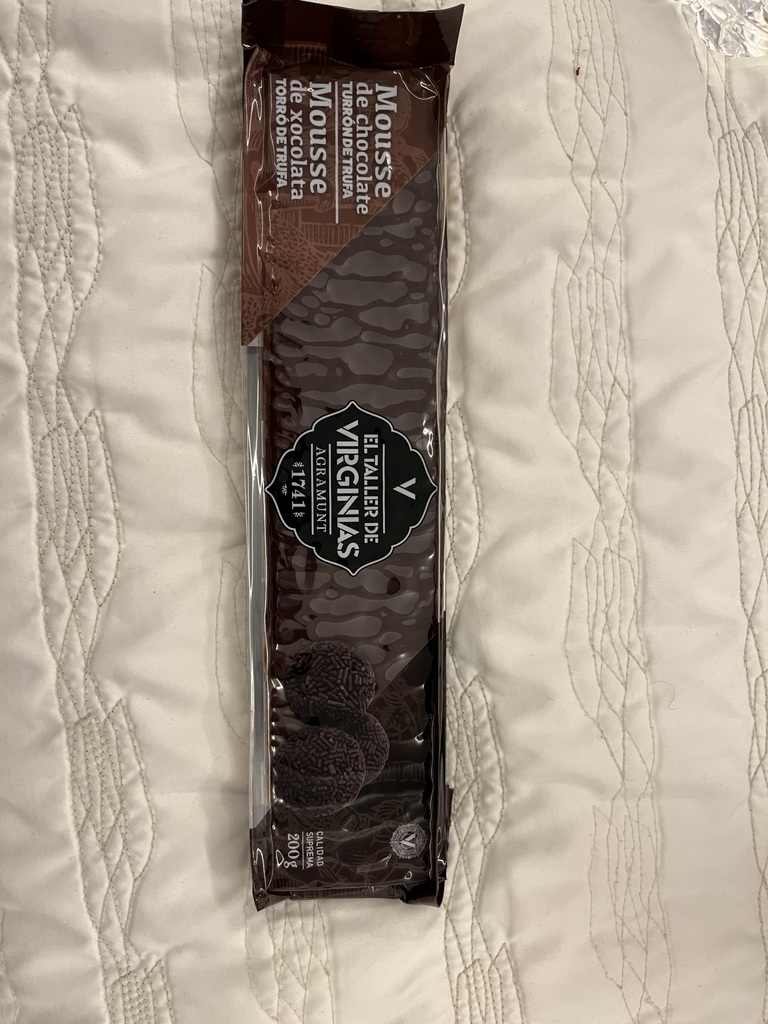 Mousse
de chocolate
TURRÓN DE TRUFA
Mousse
de xocolata
TORRÓ DE TRUFA
V
EL TALLER DE
VIRGINIAS
AGRAMUNT
1741
CALIDAD
SUPREMA
200g
V